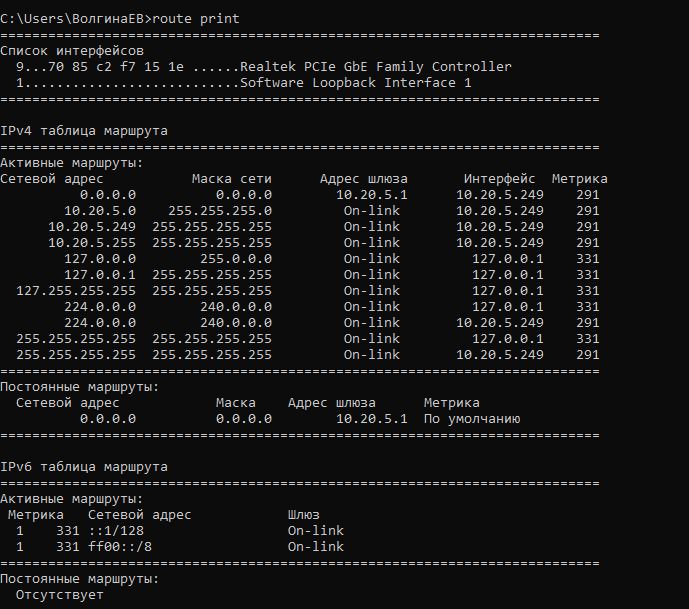 C:\Users\ВолгинаЕВ>route print
===========================================================================
Список интерфейсов
  9...70 85 c2 f7 15 1e ......Realtek PCIe GbE Family Controller
  1...........................Software Loopback Interface 1
===========================================================================

IPv4 таблица маршрута
===========================================================================
Активные маршруты:
Сетевой адрес           Маска сети      Адрес шлюза       Интерфейс  Метрика
          0.0.0.0          0.0.0.0        10.20.5.1      10.20.5.249    291
        10.20.5.0    255.255.255.0         On-link       10.20.5.249    291
      10.20.5.249  255.255.255.255         On-link       10.20.5.249    291
      10.20.5.255  255.255.255.255         On-link       10.20.5.249    291
        127.0.0.0        255.0.0.0         On-link         127.0.0.1    331
        127.0.0.1  255.255.255.255         On-link         127.0.0.1    331
  127.255.255.255  255.255.255.255         On-link         127.0.0.1    331
        224.0.0.0        240.0.0.0         On-link         127.0.0.1    331
        224.0.0.0        240.0.0.0         On-link       10.20.5.249    291
  255.255.255.255  255.255.255.255         On-link         127.0.0.1    331
  255.255.255.255  255.255.255.255         On-link       10.20.5.249    291
===========================================================================
Постоянные маршруты:
  Сетевой адрес            Маска    Адрес шлюза      Метрика
          0.0.0.0          0.0.0.0        10.20.5.1  По умолчанию
===========================================================================

IPv6 таблица маршрута
===========================================================================
Активные маршруты:
 Метрика   Сетевой адрес            Шлюз
  1    331 ::1/128                  On-link
  1    331 ff00::/8                 On-link
===========================================================================
Постоянные маршруты:
  Отсутствует